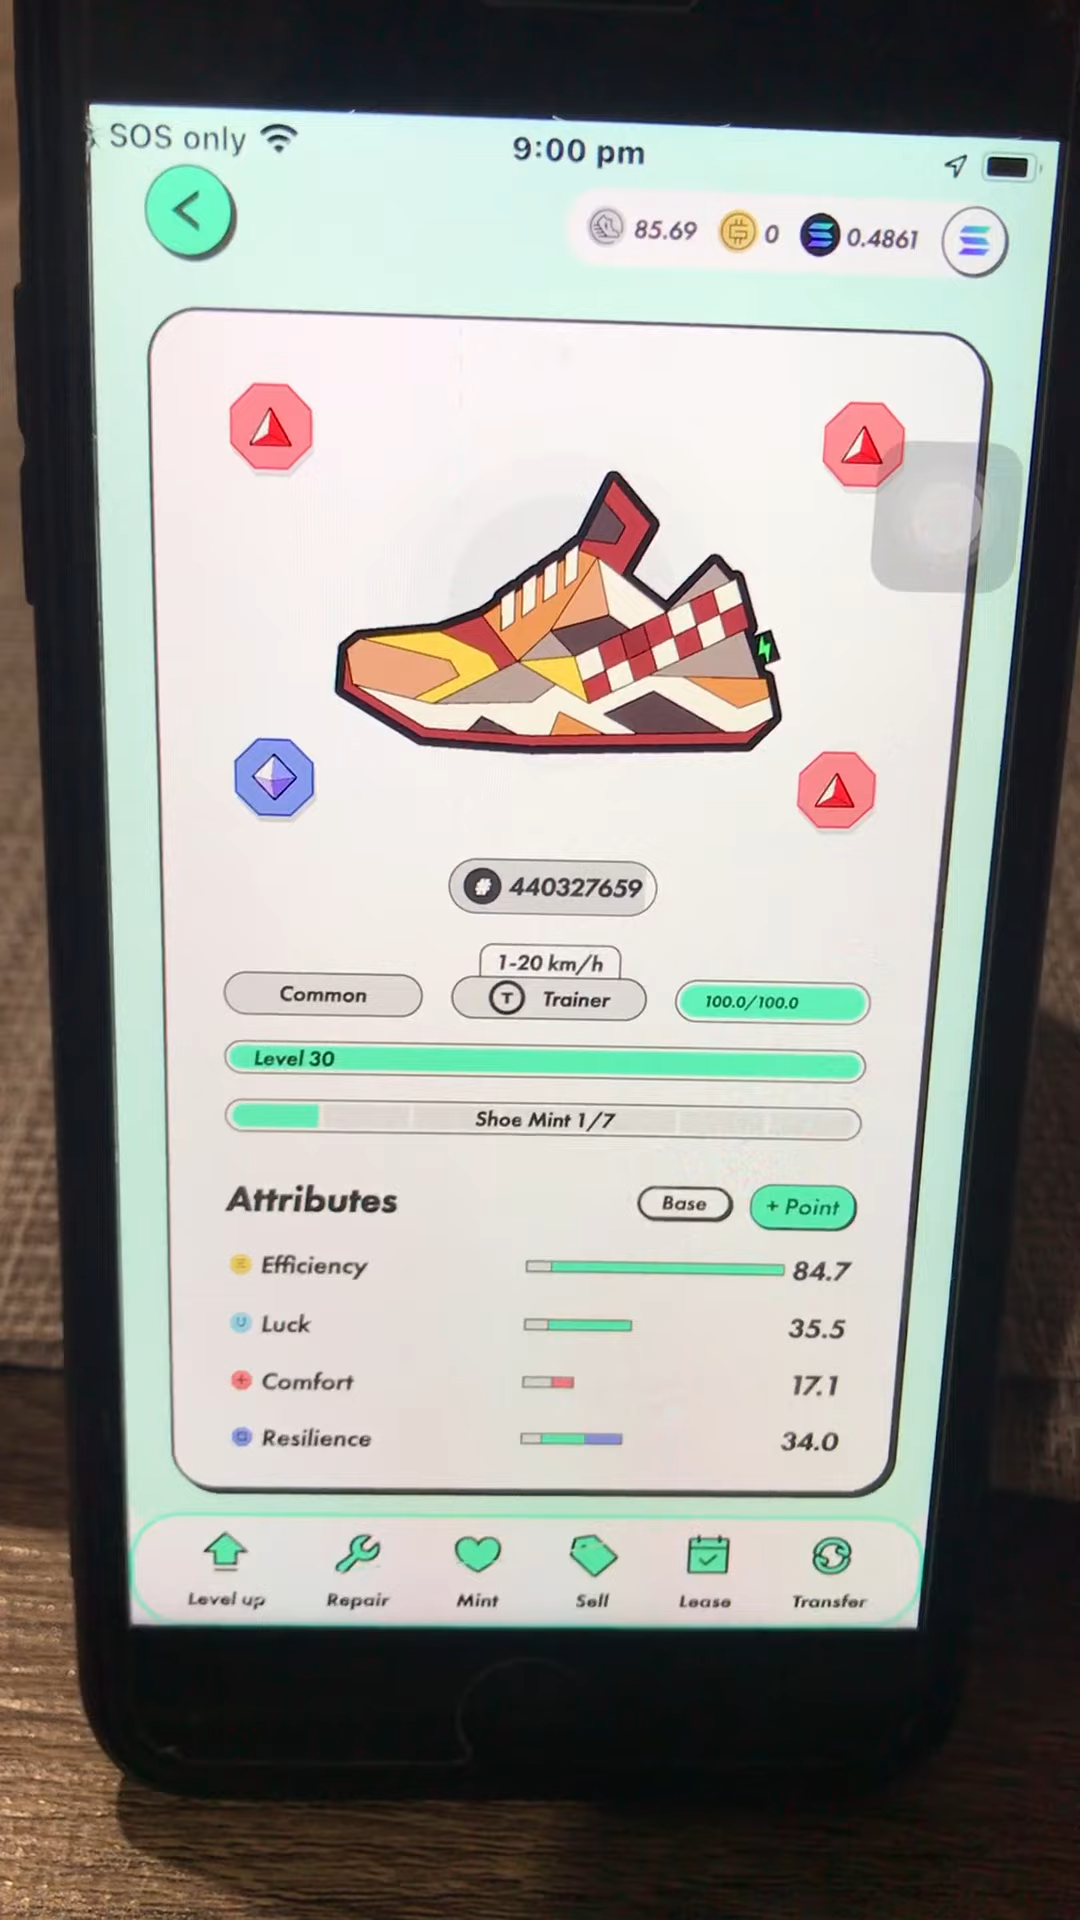 SOS only
9:00 pm
85.69 0 0.4861
# 440327659
1-20 km/h
Common T Trainer 100.0/100.0
Level 30
Shoe Mint 1/7
Attributes Base + Point
Efficiency 84.7
Luck 35.5
Comfort 17.1
Resilience 34.0
Level up Repair Mint Sell Lease Transfer